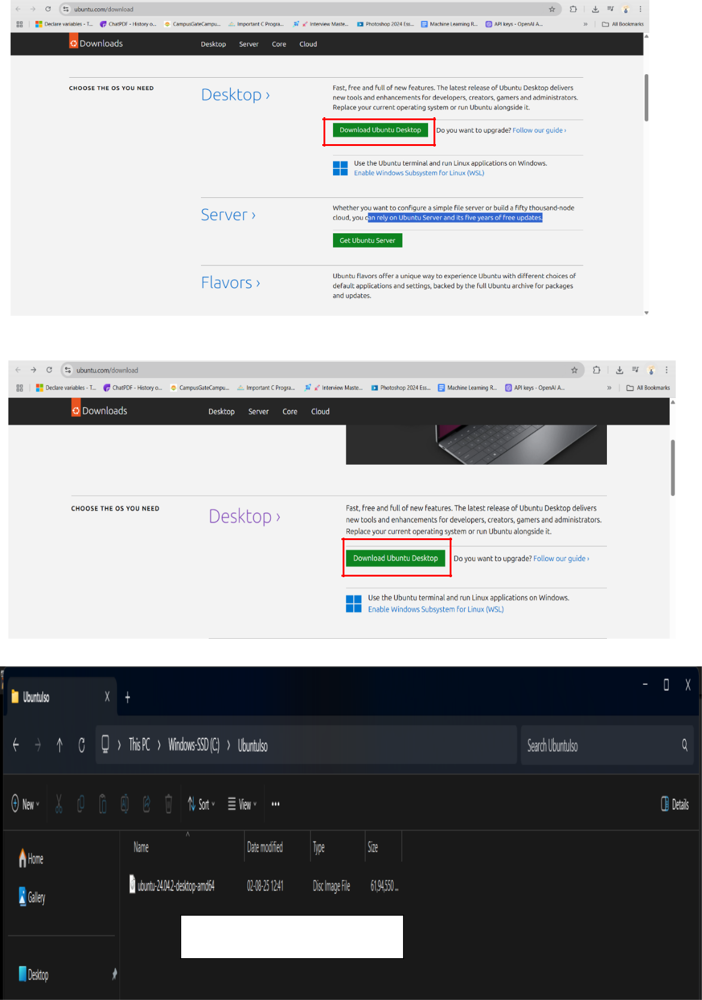 ubuntu.com/download
Declare variables - T...
ChatPDF - History o...
CampusGateCampu...
Important C Progra...
Interview Maste...
Photoshop 2024 Ess...
Machine Learning R...
API keys - OpenAI A...
»
All Bookmarks
Downloads
Desktop
Server
Core
Cloud
CHOOSE THE OS YOU NEED
Desktop ›
Fast, free and full of new features. The latest release of Ubuntu Desktop delivers
new tools and enhancements for developers, creators, gamers and administrators.
Replace your current operating system or run Ubuntu alongside it.
Download Ubuntu Desktop
Do you want to upgrade? Follow our guide ›
Use the Ubuntu terminal and run Linux applications on Windows.
Enable Windows Subsystem for Linux (WSL)
Server ›
Whether you want to configure a simple file server or build a fifty thousand-node
cloud, you can rely on Ubuntu Server and its five years of free updates.
Get Ubuntu Server
Flavors ›
Ubuntu flavors offer a unique way to experience Ubuntu with different choices of
default applications and settings, backed by the full Ubuntu archive for packages
and updates.
ubuntu.com/download
Declare variables - T...
ChatPDF - History o...
CampusGateCampu...
Important C Progra...
Interview Maste...
Photoshop 2024 Ess...
Machine Learning R...
API keys - OpenAI A...
»
All Bookmarks
Downloads
Desktop
Server
Core
Cloud
CHOOSE THE OS YOU NEED
Desktop ›
Fast, free and full of new features. The latest release of Ubuntu Desktop delivers
new tools and enhancements for developers, creators, gamers and administrators.
Replace your current operating system or run Ubuntu alongside it.
Download Ubuntu Desktop
Do you want to upgrade? Follow our guide ›
Use the Ubuntu terminal and run Linux applications on Windows.
Enable Windows Subsystem for Linux (WSL)
UbuntuIso
This PC > Windows-SSD (C:) > UbuntuIso
Search UbuntuIso
New
Sort
View
...
Details
Name
Date modified
Type
Size
Home
ubuntu-24.04.2-desktop-amd64
02-08-25 12:41
Disc Image File
61,94,550 ...
Gallery
Desktop